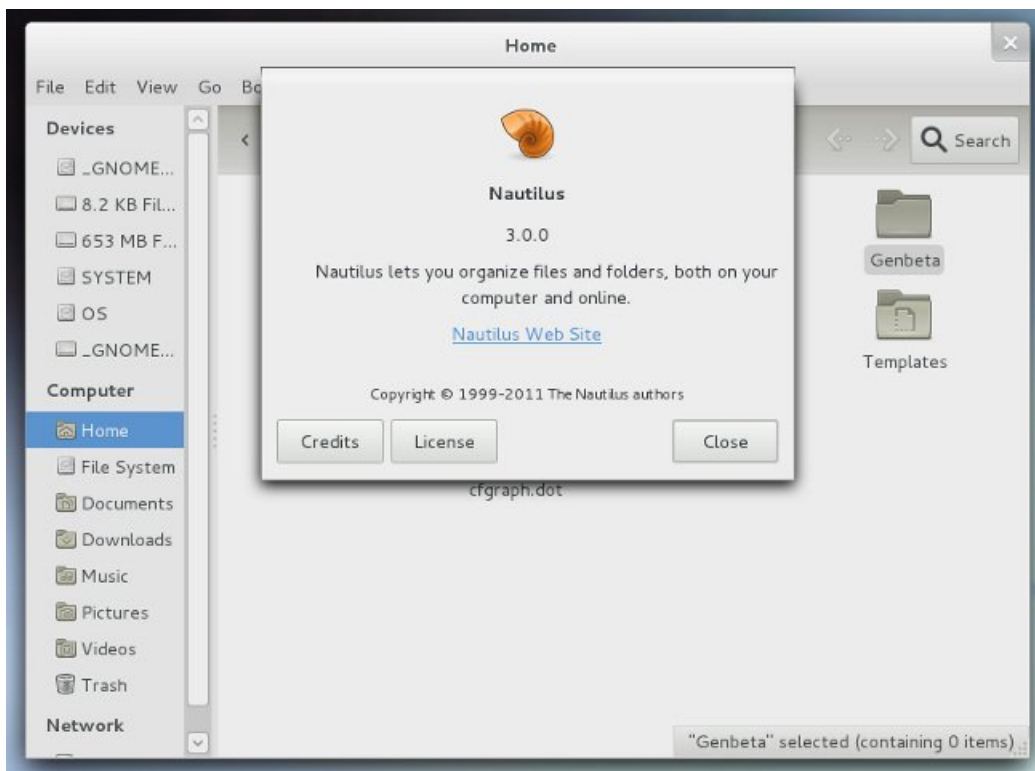 Home
File Edit View Go
Devices
_GNOME...
8.2 KB Fil...
653 MB F...
SYSTEM
OS
_GNOME...
Computer
Home
File System
Documents
Downloads
Music
Pictures
Videos
Trash
Network
Search
Genbeta
Templates
cfgraph.dot
"Genbeta" selected (containing 0 items)
Nautilus
3.0.0
Nautilus lets you organize files and folders, both on your
computer and online.
Nautilus Web Site
Copyright © 1999-2011 The Nautilus authors
Credits License Close